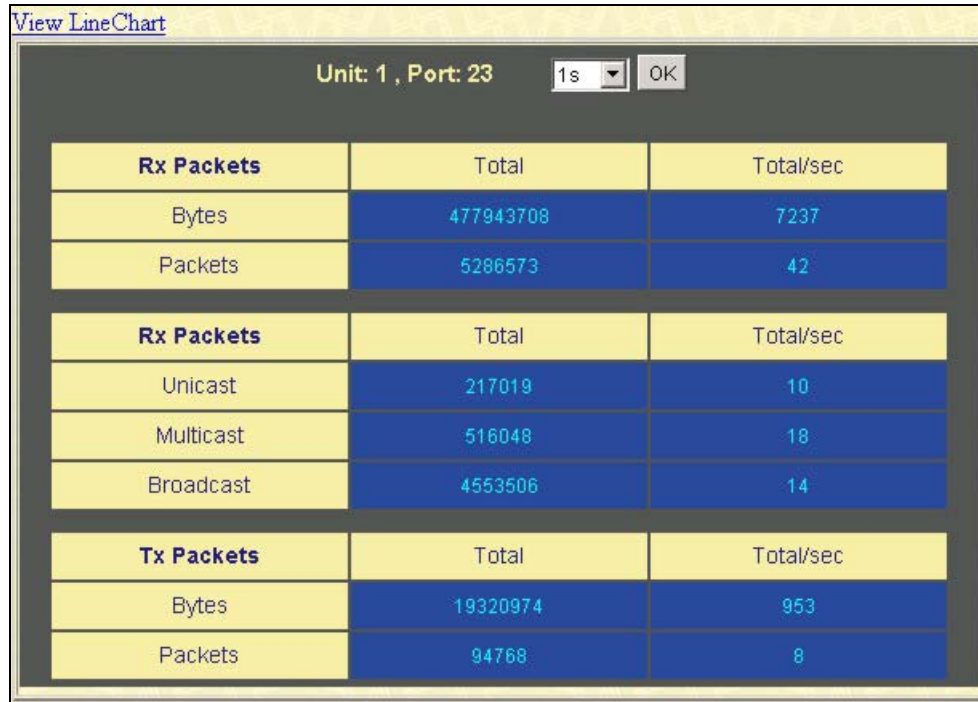 View LineChart
Unit: 1 , Port: 23 1s OK
Rx Packets Total Total/sec
Bytes 477943708 7237
Packets 5286573 42
Rx Packets Total Total/sec
Unicast 217019 10
Multicast 516048 18
Broadcast 4553506 14
Tx Packets Total Total/sec
Bytes 19320974 953
Packets 94768 8